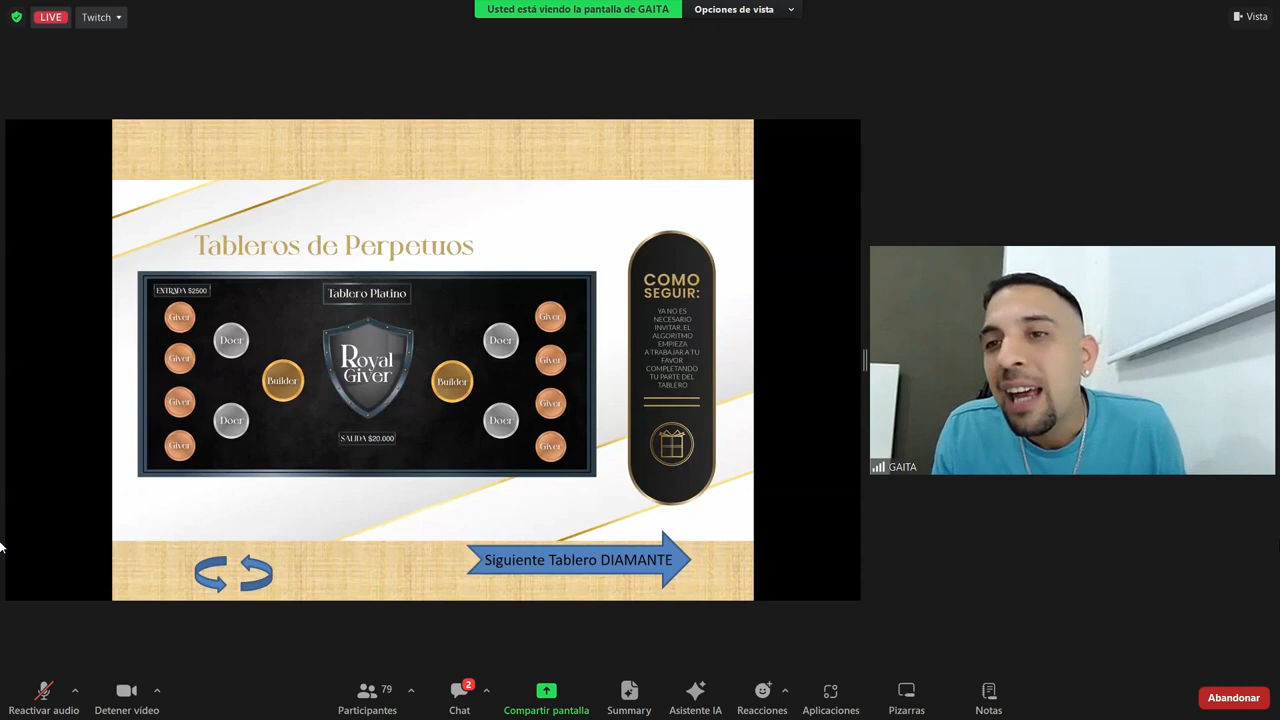 LIVE
Twitch
Usted está viendo la pantalla de GAITA
Opciones de vista
Vista
Tableros de Perpetuos
ENTRADA $2500
Tablero Platino
Giver
Giver
Giver
Giver
Doer
Doer
Builder
Royal
Giver
Builder
Doer
Doer
Giver
Giver
Giver
Giver
SALIDA $20.000
COMO
SEGUIR:
YA NO ES
NECESARIO
INVITAR, EL
ALGORITMO
EMPIEZA
A TRABAJAR A TU
FAVOR
COMPLETANDO
TU PARTE DEL
TABLERO
Siguiente Tablero DIAMANTE
GAITA
Reactivar audio
Detener vídeo
79
Participantes
2
Chat
Compartir pantalla
Summary
Asistente IA
Reacciones
Aplicaciones
Pizarras
Notas
Abandonar